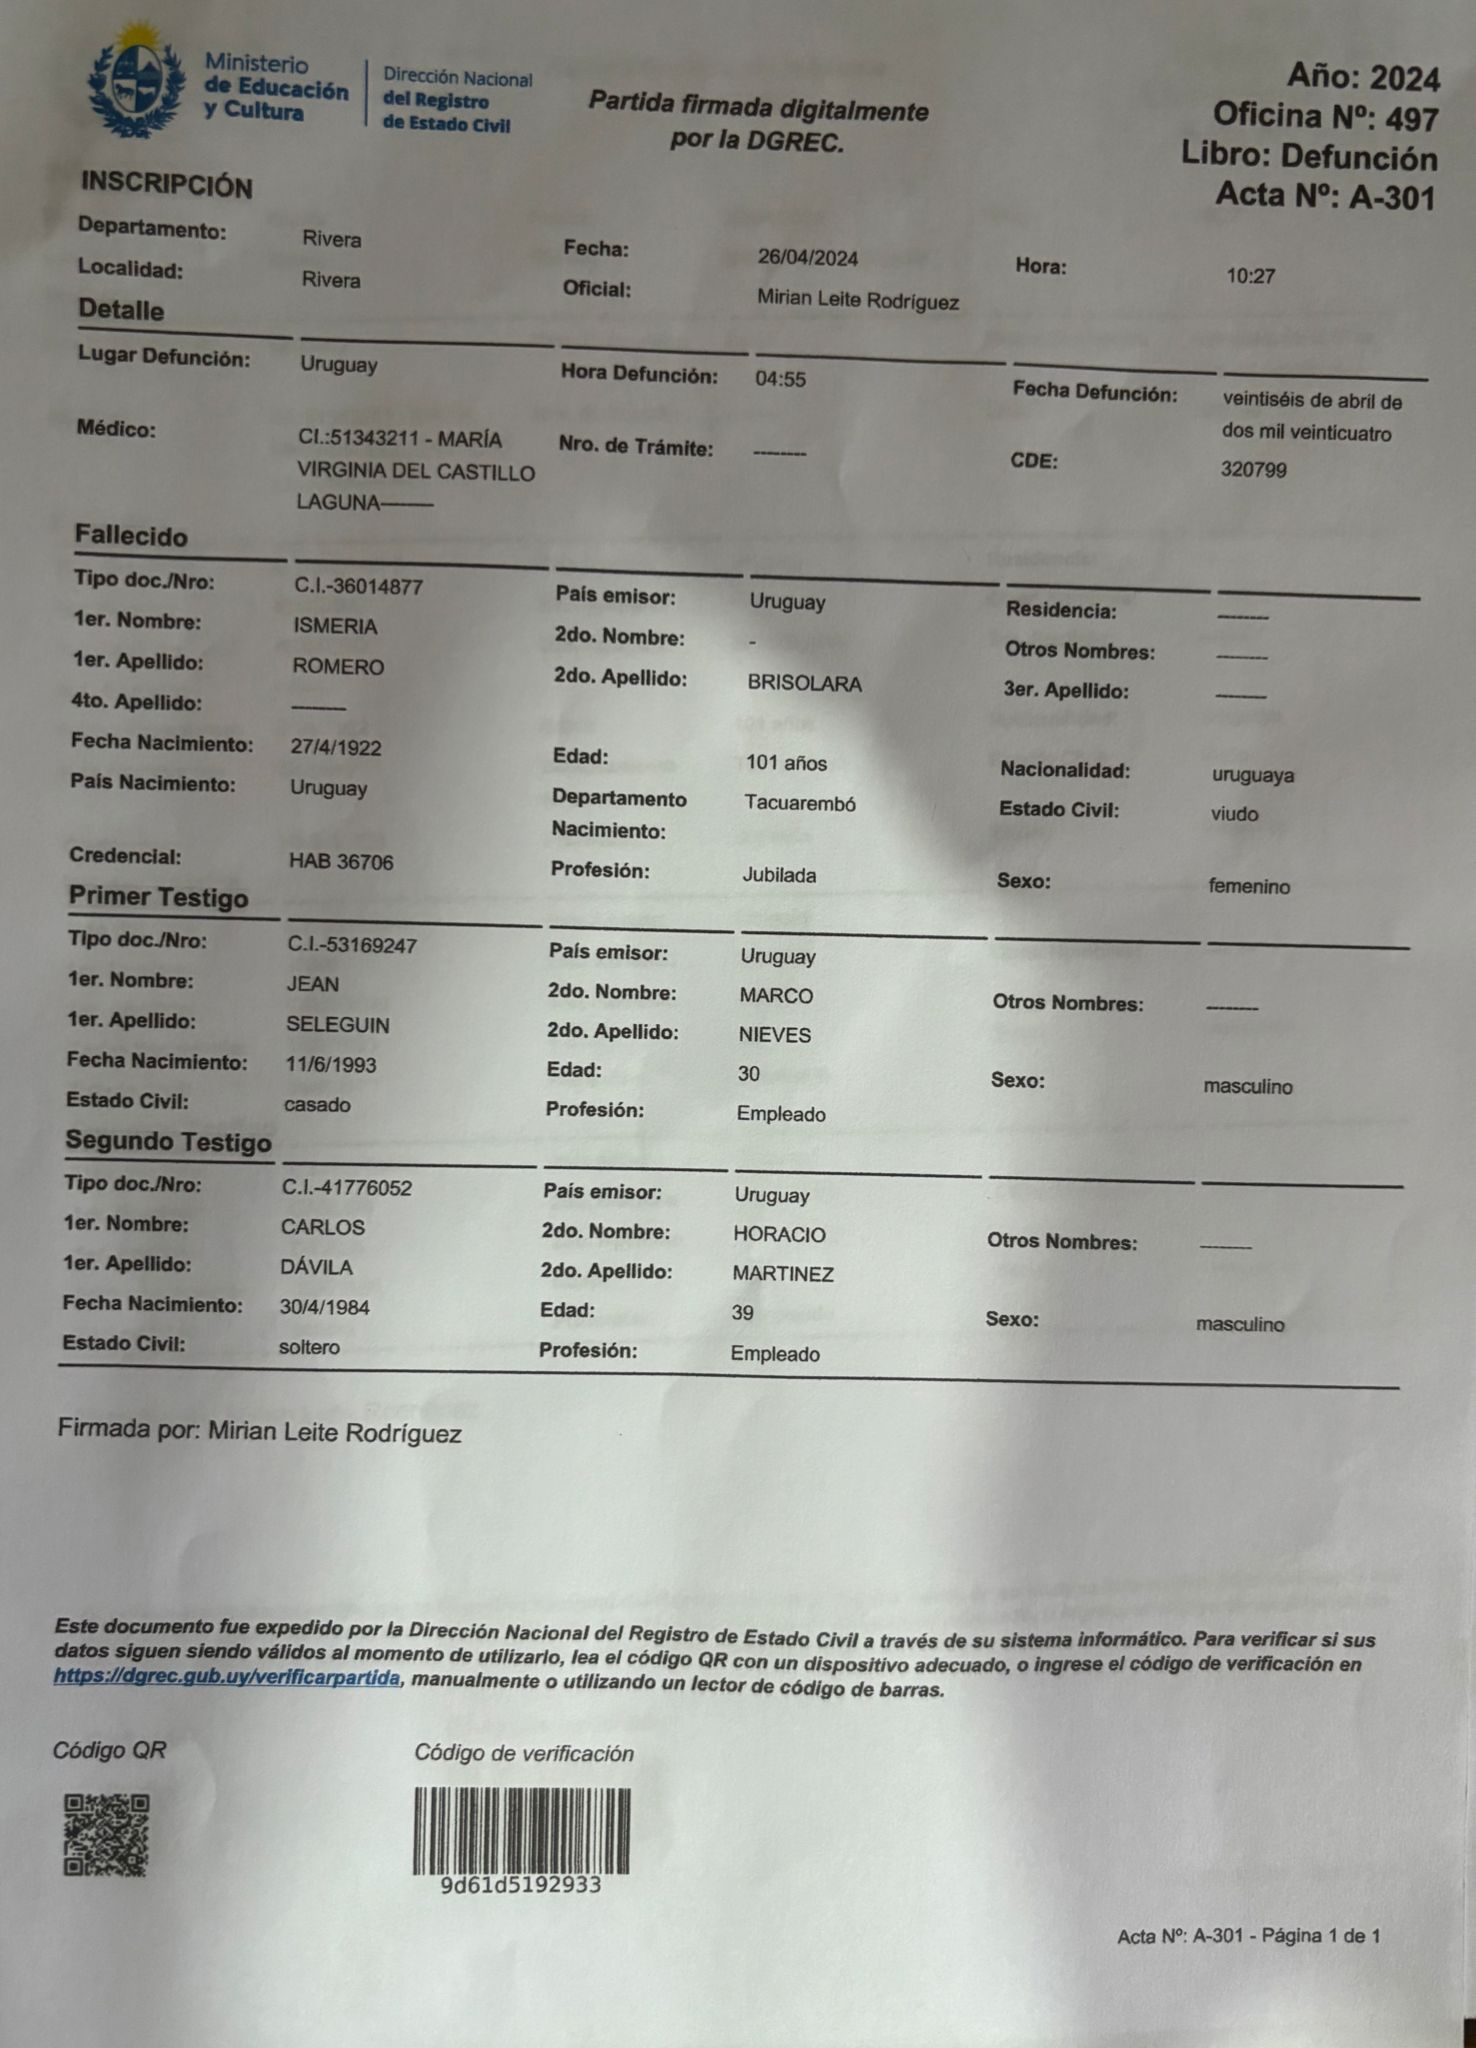 Ministerio
de Educación
y Cultura
Dirección Nacional
del Registro
de Estado Civil
Partida firmada digitalmente
por la DGREC.
Año: 2024
Oficina Nº: 497
Libro: Defunción
Acta Nº: A-301
INSCRIPCIÓN
Departamento: Rivera Fecha: 26/04/2024 Hora: 10:27
Localidad: Rivera Oficial: Mirian Leite Rodríguez
Detalle
Lugar Defunción: Uruguay Hora Defunción: 04:55 Fecha Defunción: veintiséis de abril de
dos mil veinticuatro
Médico: CI.:51343211 - MARÍA Nro. de Trámite: -------- CDE: 320799
VIRGINIA DEL CASTILLO
LAGUNA--------
Fallecido
Tipo doc./Nro: C.I.-36014877 País emisor: Uruguay Residencia: --------
1er. Nombre: ISMERIA 2do. Nombre: - Otros Nombres: --------
1er. Apellido: ROMERO 2do. Apellido: BRISOLARA 3er. Apellido: --------
4to. Apellido: --------
Fecha Nacimiento: 27/4/1922 Edad: 101 años Nacionalidad: uruguaya
País Nacimiento: Uruguay Departamento Tacuarembó Estado Civil: viudo
Nacimiento:
Credencial: HAB 36706 Profesión: Jubilada Sexo: femenino
Primer Testigo
Tipo doc./Nro: C.I.-53169247 País emisor: Uruguay
1er. Nombre: JEAN 2do. Nombre: MARCO Otros Nombres: --------
1er. Apellido: SELEGUIN 2do. Apellido: NIEVES
Fecha Nacimiento: 11/6/1993 Edad: 30 Sexo: masculino
Estado Civil: casado Profesión: Empleado
Segundo Testigo
Tipo doc./Nro: C.I.-41776052 País emisor: Uruguay
1er. Nombre: CARLOS 2do. Nombre: HORACIO Otros Nombres: --------
1er. Apellido: DÁVILA 2do. Apellido: MARTINEZ
Fecha Nacimiento: 30/4/1984 Edad: 39 Sexo: masculino
Estado Civil: soltero Profesión: Empleado
Firmada por: Mirian Leite Rodríguez
Este documento fue expedido por la Dirección Nacional del Registro de Estado Civil a través de su sistema informático. Para verificar si sus
datos siguen siendo válidos al momento de utilizarlo, lea el código QR con un dispositivo adecuado, o ingrese el código de verificación en
https://dgrec.gub.uy/verificarpartida, manualmente o utilizando un lector de código de barras.
Código QR
Código de verificación
9d61d5192933
Acta Nº: A-301 - Página 1 de 1